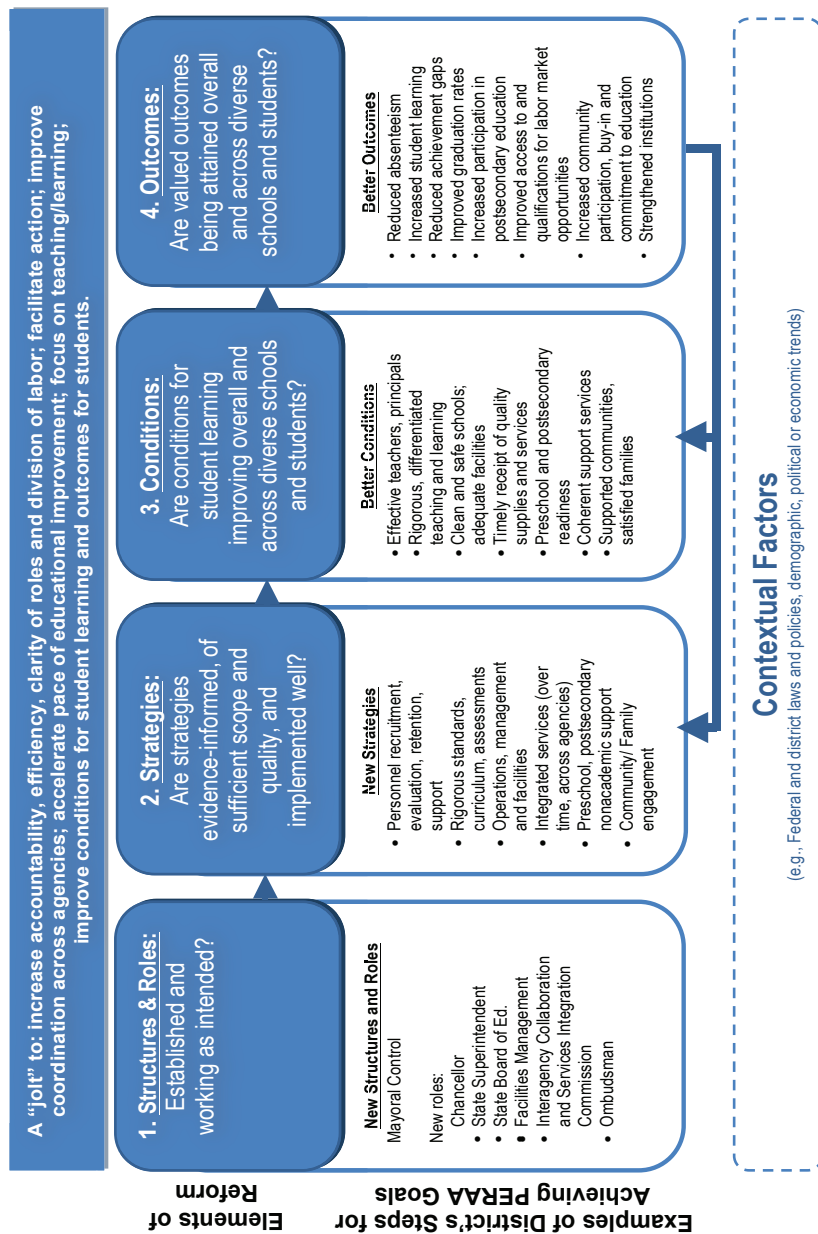 A “jolt” to: increase accountability, efficiency, clarity of roles and division of labor; facilitate action; improve
coordination across agencies; accelerate pace of educational improvement; focus on teaching/learning;
improve conditions for student learning and outcomes for students.
Elements of
Reform
1. Structures & Roles:
Established and
working as intended?
2. Strategies:
Are strategies
evidence-informed, of
sufficient scope and
quality, and
implemented well?
3. Conditions:
Are conditions for
student learning
improving overall and
across diverse schools
and students?
4. Outcomes:
Are valued outcomes
being attained overall
and across diverse
schools and students?
Examples of District’s Steps for
Achieving PERAA Goals
New Structures and Roles
Mayoral Control
New roles:
Chancellor
• State Superintendent
• State Board of Ed.
• Facilities Management
• Interagency Collaboration
and Services Integration
Commission
• Ombudsman
New Strategies
• Personnel recruitment,
evaluation, retention,
support
• Rigorous standards,
curriculum, assessments
• Operations, management
and facilities
• Integrated services (over
time, across agencies)
• Preschool, postsecondary
nonacademic support
• Community/ Family
engagement
Better Conditions
• Effective teachers, principals
• Rigorous, differentiated
teaching and learning
• Clean and safe schools;
adequate facilities
• Timely receipt of quality
supplies and services
• Preschool and postsecondary
readiness
• Coherent support services
• Supported communities,
satisfied families
Better Outcomes
• Reduced absenteeism
• Increased student learning
• Reduced achievement gaps
• Improved graduation rates
• Increased participation in
postsecondary education
• Improved access to and
qualifications for labor market
opportunities
• Increased community
participation, buy-in and
commitment to education
• Strengthened institutions
Contextual Factors
(e.g., Federal and district laws and policies, demographic, political or economic trends)